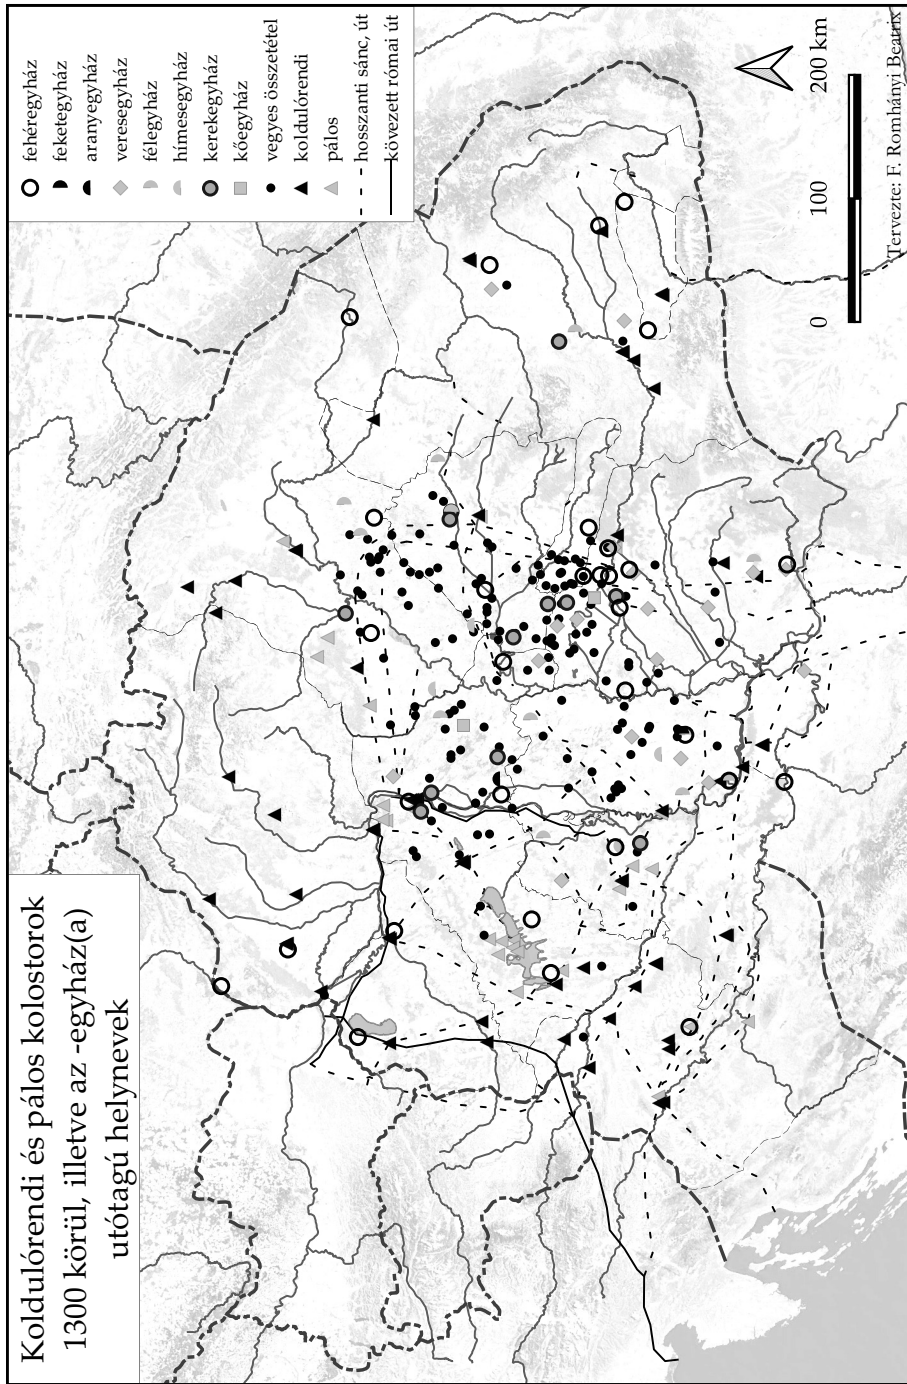 Koldulórendi és pálos kolostorok
1300 körül, illetve az -egyház(a)
utótagú helynevek
fehéregyház
feketegyház
aranyegyház
veresegyház
félegyház
hímesegyház
kerekegyház
kőegyház
vegyes összetétel
koldulórendi
pálos
hosszanti sánc, út
kövezett római út
0 100 200 km
Tervezte: F. Romhányi Beatrix